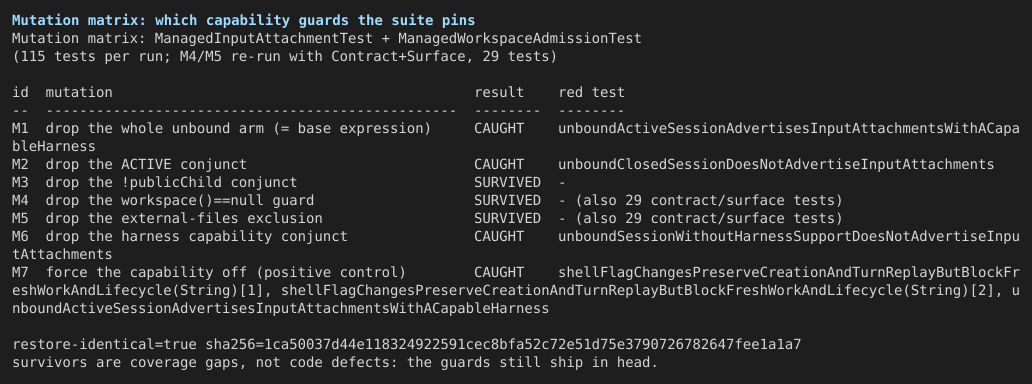 Mutation matrix: which capability guards the suite pins
Mutation matrix: ManagedInputAttachmentTest + ManagedWorkspaceAdmissionTest
(115 tests per run; M4/M5 re-run with Contract+Surface, 29 tests)
id  mutation                                            result    red test
--  --------------------------------------------------  --------  --------
M1  drop the whole unbound arm (= base expression)      CAUGHT    unboundActiveSessionAdvertisesInputAttachmentsWithACapa
bleHarness
M2  drop the ACTIVE conjunct                            CAUGHT    unboundClosedSessionDoesNotAdvertiseInputAttachments
M3  drop the !publicChild conjunct                      SURVIVED  -
M4  drop the workspace()==null guard                    SURVIVED  - (also 29 contract/surface tests)
M5  drop the external-files exclusion                   SURVIVED  - (also 29 contract/surface tests)
M6  drop the harness capability conjunct                CAUGHT    unboundSessionWithoutHarnessSupportDoesNotAdvertiseInpu
tAttachments
M7  force the capability off (positive control)         CAUGHT    shellFlagChangesPreserveCreationAndTurnReplayButBlockFr
eshWorkAndLifecycle(String)[1], shellFlagChangesPreserveCreationAndTurnReplayButBlockFreshWorkAndLifecycle(String)[2], u
nboundActiveSessionAdvertisesInputAttachmentsWithACapableHarness
restore-identical=true sha256=1ca50037d44e118324922591cec8bfa52c72e51d75e3790726782647fee1a1a7
survivors are coverage gaps, not code defects: the guards still ship in head.